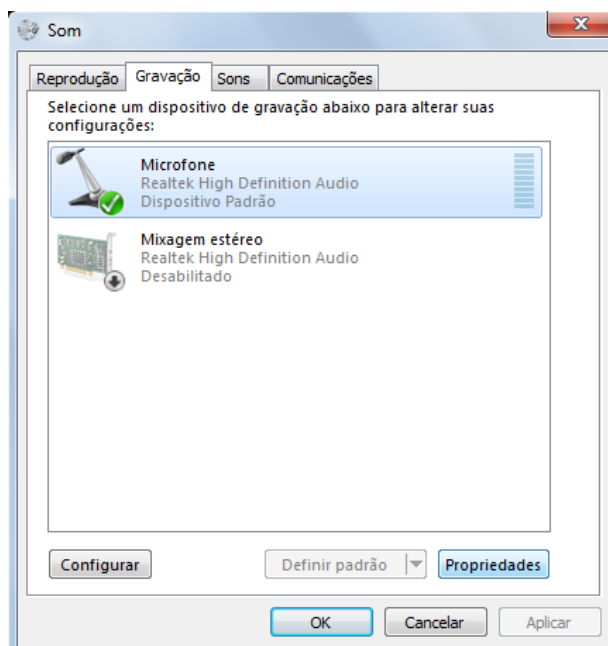 Som
Reprodução Gravação Sons Comunicações
Selecione um dispositivo de gravação abaixo para alterar suas
configurações:
Microfone
Realtek High Definition Audio
Dispositivo Padrão
Mixagem estéreo
Realtek High Definition Audio
Desabilitado
Configurar Definir padrão Propriedades
OK Cancelar Aplicar